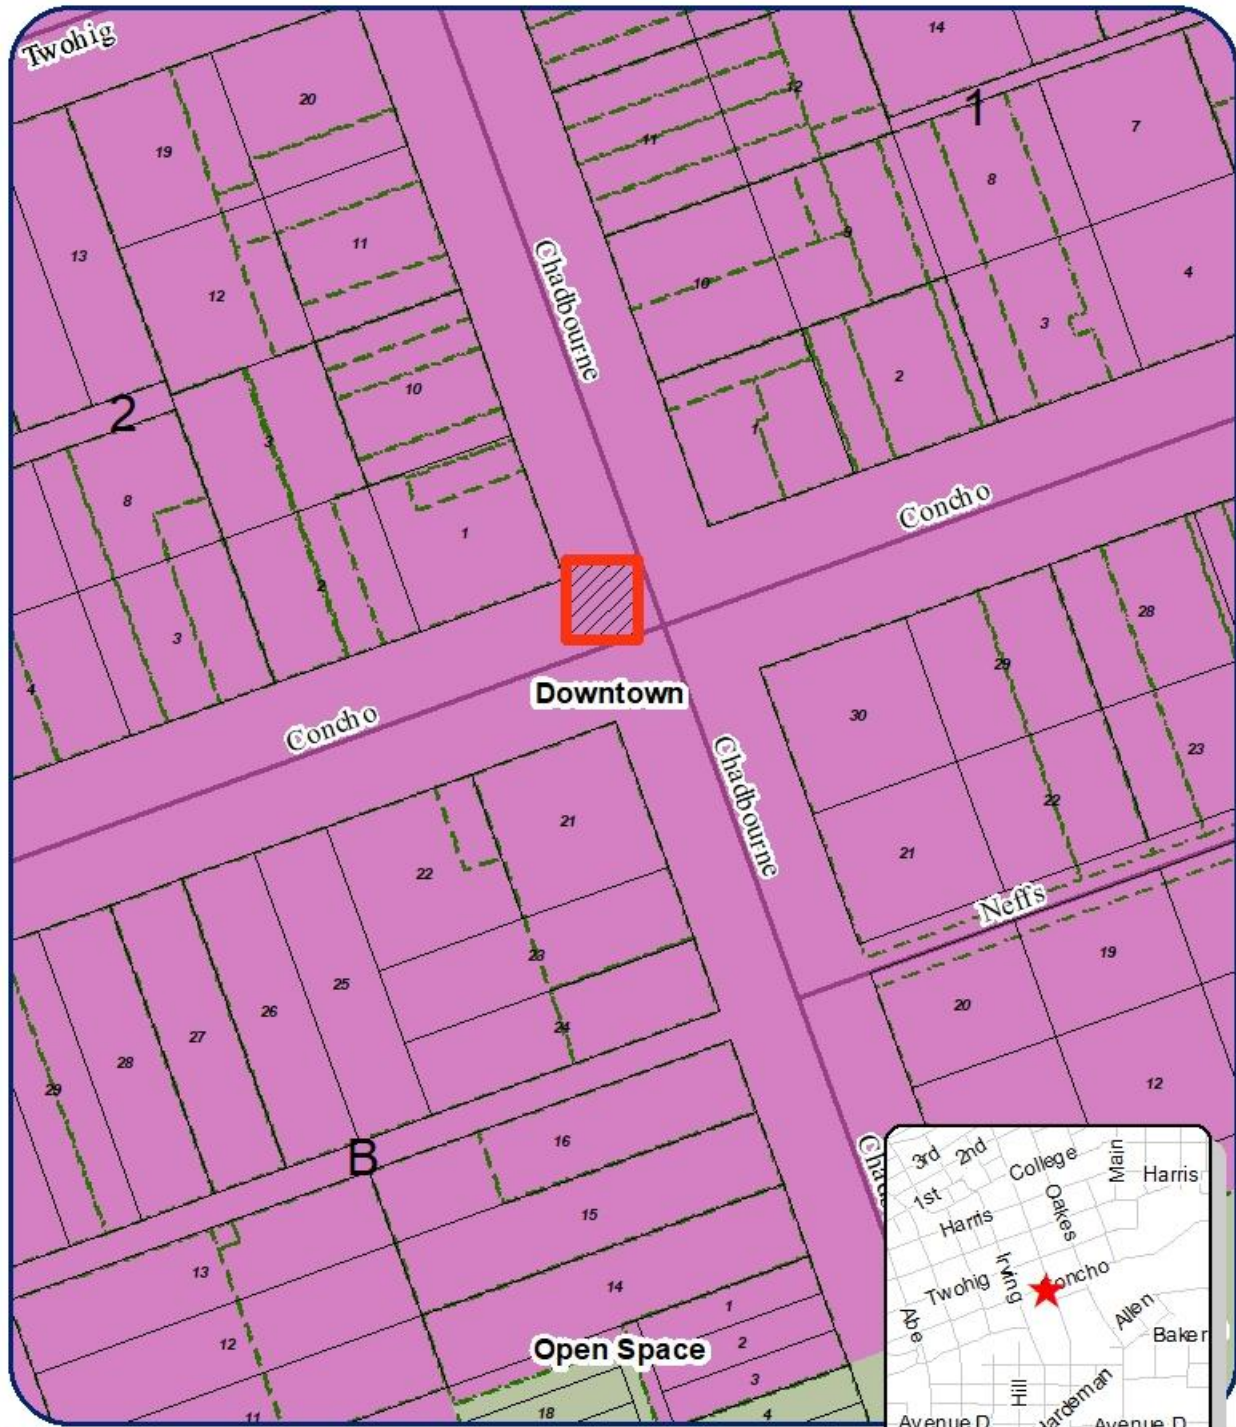 Twohig
14
20
12
1
7
19
11
8
13
11
9
4
12
10
3
10
2
2
3
1
8
1
2
3
4
Chadbourne
Concho
28
29
Downtown
30
Concho
23
Chadbourne
22
21
21
22
Neffs
23
19
25
20
26
24
27
28
12
29
16
B
15
13
14
1
Open Space
2
12
3
18
4
11
3rd
2nd
College
Main
Harris
1st
Harris
Oakes
Irving
Twohig
Concho
Abe
Allen
Baker
Hill
Hardeman
Avenue D
Avenue D